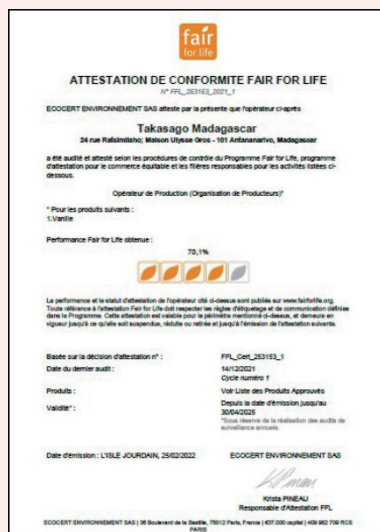 fair
for life
ATTESTATION DE CONFORMITE FAIR FOR LIFE
N° FFL_253153_2021_1
ECOCERT ENVIRONNEMENT SAS atteste par la présente que l'opérateur ci-après
Takasago Madagascar
24 rue Rafaimilaho; Maison Ulysse Gros - 101 Antananarivo, Madagascar
a été audité et attesté selon les procédures de contrôle du Programme Fair for Life, programme
d'attestation pour le commerce équitable et les filières responsables pour les activités listées ci-
dessous.
Opérateur de Production (Organisation de Producteurs)*
* Pour les produits suivants :
1.Vanille
Performance Fair for Life obtenue :
70,1%
La performance et le statut d'attestation de l'opérateur cité ci-dessus sont publiés sur www.fairforlife.org.
Toute référence à l'attestation Fair for Life doit respecter les règles d'étiquetage et de communication définies
dans le Programme. Cette attestation est valable pour le périmètre mentionné ci-dessus, et demeure en
vigueur jusqu'à ce qu'elle soit suspendue, réduite ou retirée et jusqu'à l'émission de l'attestation suivante.
Basée sur la décision d'attestation n° : FFL_Cert_253153_1
Date du dernier audit : 14/12/2021
Cycle numéro 1
Produits : Voir Liste des Produits Approuvés
Validité* : Depuis la date d'émission jusqu'au
30/04/2025
*Sous réserve de la réalisation des audits de
surveillance annuels.
Date d'émission : L'ISLE JOURDAIN, 25/02/2022 ECOCERT ENVIRONNEMENT SAS
Krista PINEAU
Responsable d'Attestation FFL
ECOCERT ENVIRONNEMENT SAS | 36 Boulevard de la Bastille, 75012 Paris, France | €37.000 capital | 409 982 709 RCS
PARIS